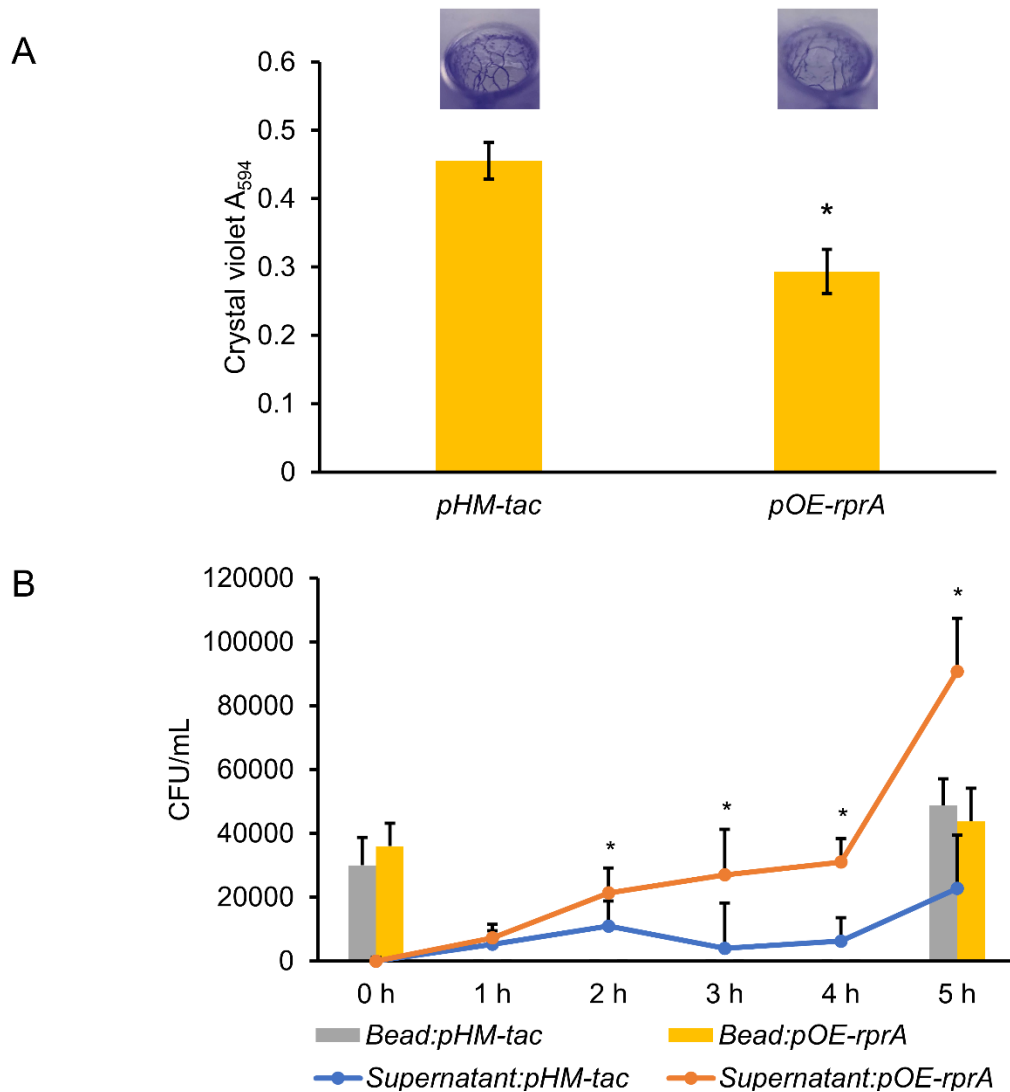 A
0.6
0.5
0.4
0.3
0.2
0.1
0
Crystal violet A594
*
pHM-tac pOE-rprA
B
120000
100000
80000
60000
40000
20000
0
CFU/mL
* * * *
0 h 1 h 2 h 3 h 4 h 5 h
Bead:pHM-tac Bead:pOE-rprA
Supernatant:pHM-tac Supernatant:pOE-rprA